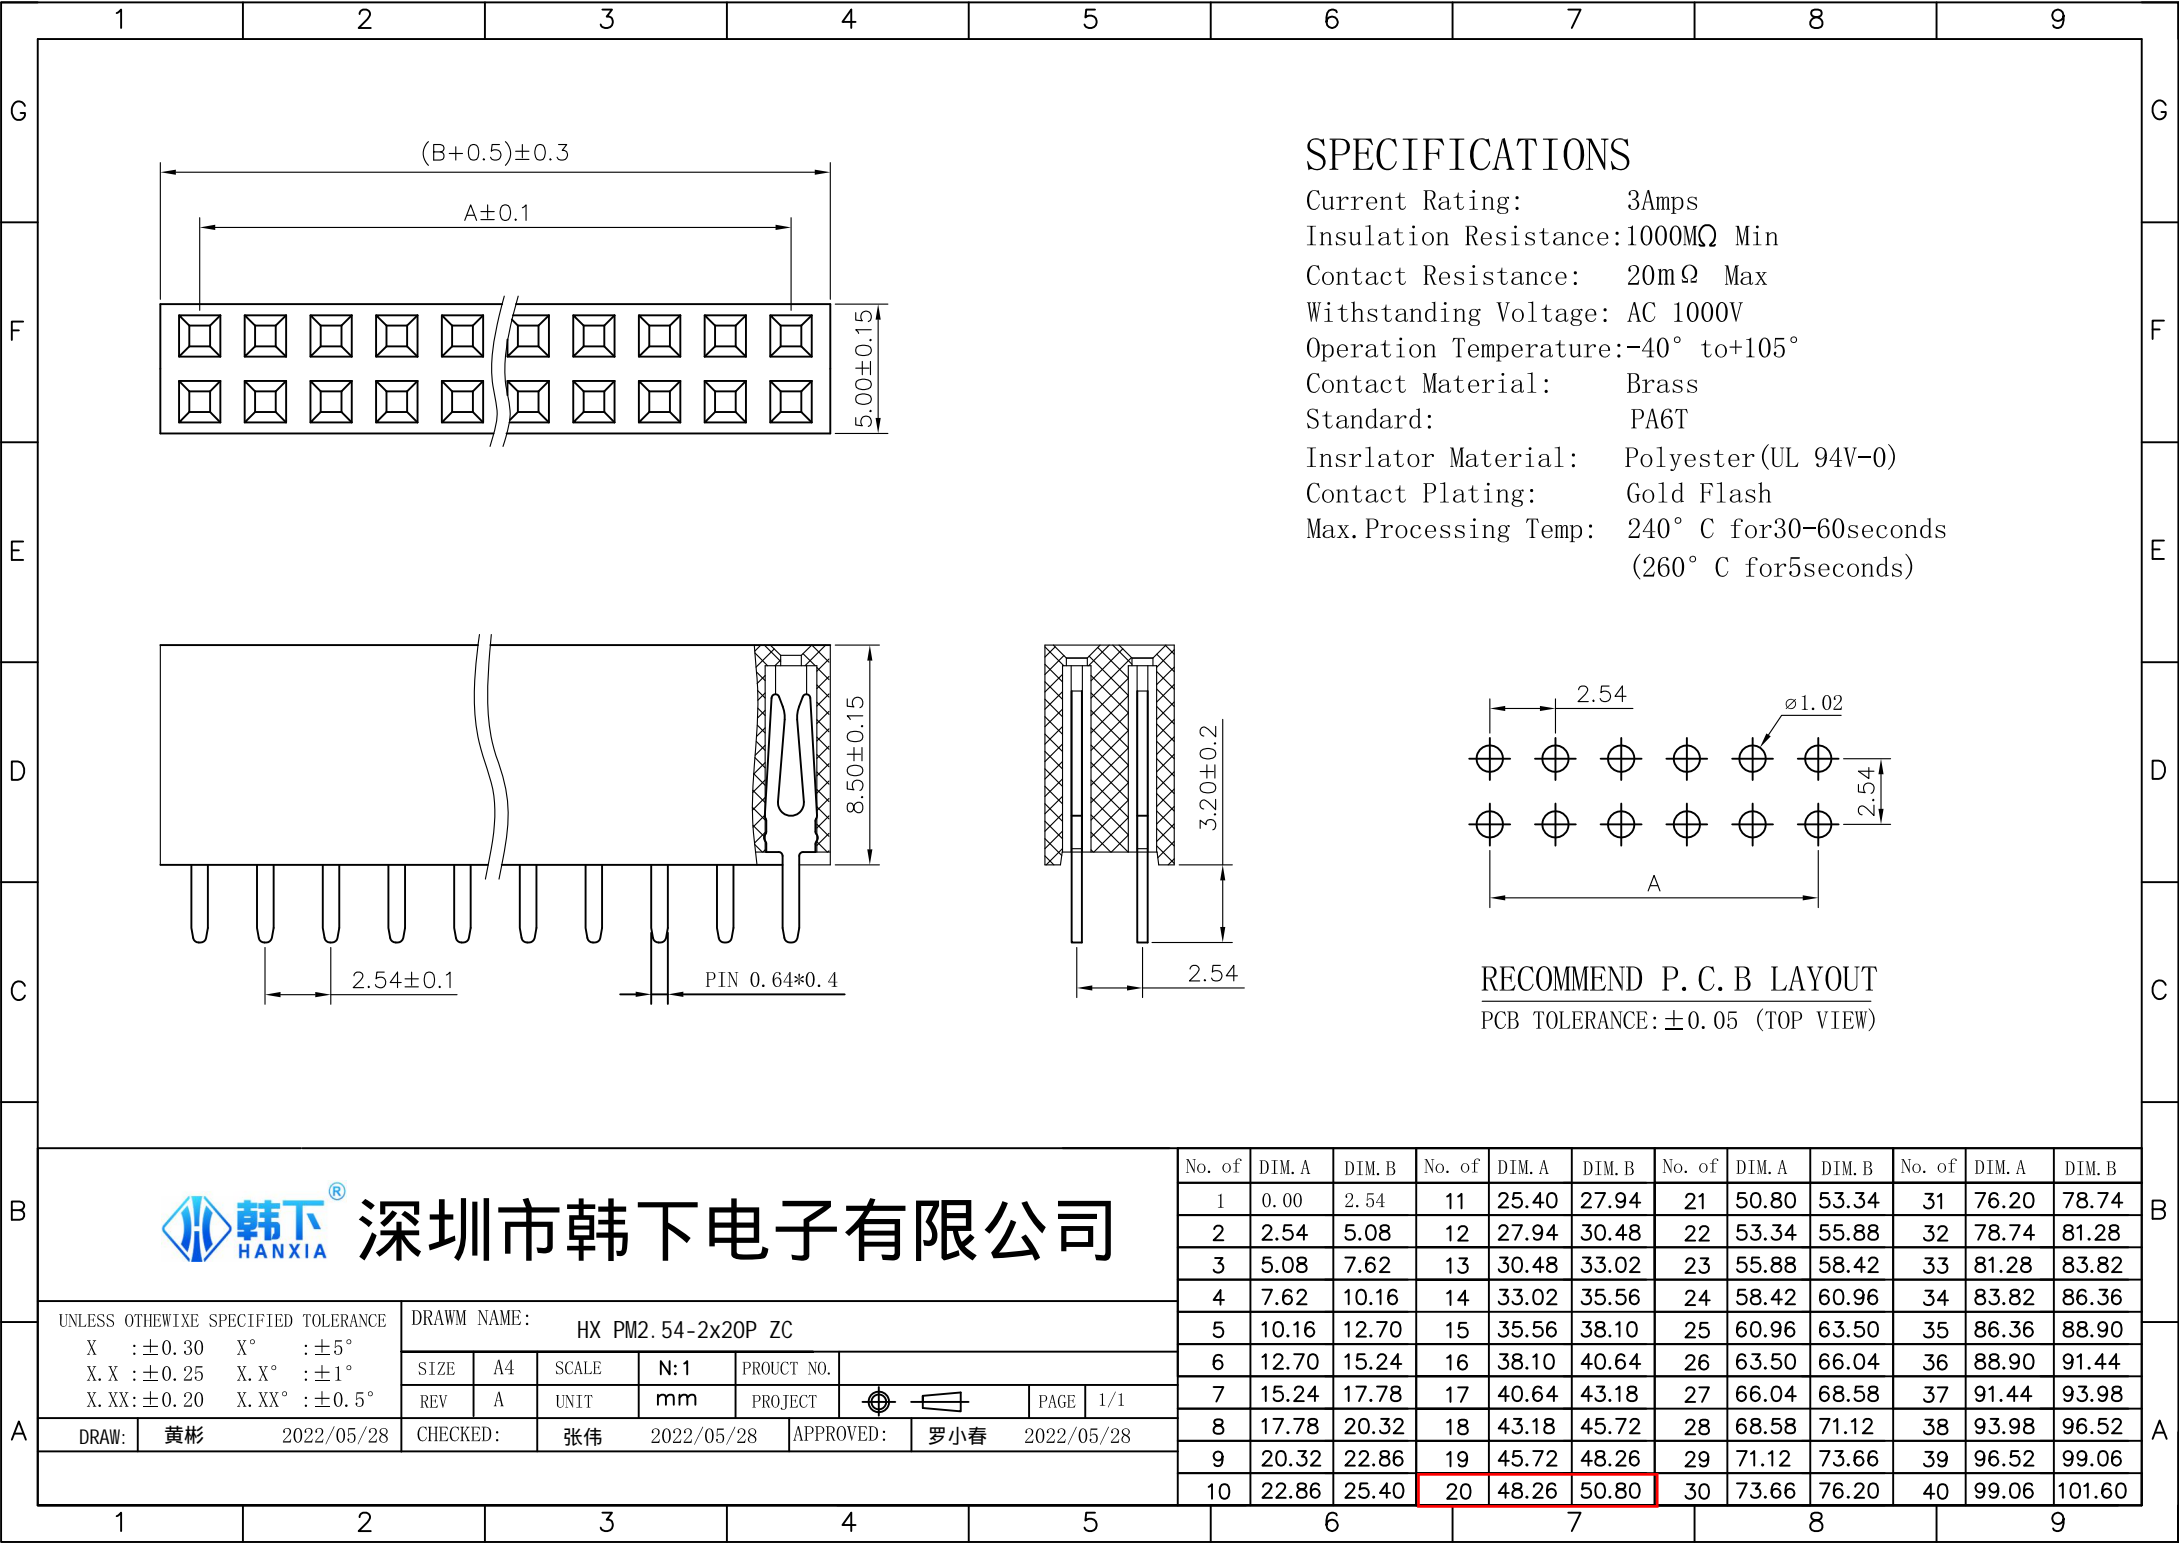 1 2 3 4 5 6 7 8 9
G G
F F
E E
D D
C C
B B
A A
(B+0.5)±0.3
A±0.1
5.00±0.15
SPECIFICATIONS
Current Rating: 3Amps
Insulation Resistance:1000MΩ Min
Contact Resistance: 20mΩ Max
Withstanding Voltage: AC 1000V
Operation Temperature:-40° to+105°
Contact Material: Brass
Standard: PA6T
Insrlator Material: Polyester(UL 94V-0)
Contact Plating: Gold Flash
Max.Processing Temp: 240° C for30-60seconds
(260° C for5seconds)
8.50±0.15
2.54±0.1
PIN 0.64*0.4
3.20±0.2
2.54
2.54
⌀1.02
2.54
A
RECOMMEND P.C.B LAYOUT
PCB TOLERANCE:±0.05 (TOP VIEW)
韩下® HANXIA
深圳市韩下电子有限公司
UNLESS OTHEWIXE SPECIFIED TOLERANCE
X :±0.30 X° :±5°
X.X :±0.25 X.X° :±1°
X.XX:±0.20 X.XX° :±0.5°
DRAWM NAME: HX PM2.54-2x20P ZC
SIZE A4 SCALE N:1 PROUCT NO.
REV A UNIT mm PROJECT PAGE 1/1
DRAW: 黄彬 2022/05/28 CHECKED: 张伟 2022/05/28 APPROVED: 罗小春 2022/05/28
No. of DIM.A DIM.B No. of DIM.A DIM.B No. of DIM.A DIM.B No. of DIM.A DIM.B
1 0.00 2.54 11 25.40 27.94 21 50.80 53.34 31 76.20 78.74
2 2.54 5.08 12 27.94 30.48 22 53.34 55.88 32 78.74 81.28
3 5.08 7.62 13 30.48 33.02 23 55.88 58.42 33 81.28 83.82
4 7.62 10.16 14 33.02 35.56 24 58.42 60.96 34 83.82 86.36
5 10.16 12.70 15 35.56 38.10 25 60.96 63.50 35 86.36 88.90
6 12.70 15.24 16 38.10 40.64 26 63.50 66.04 36 88.90 91.44
7 15.24 17.78 17 40.64 43.18 27 66.04 68.58 37 91.44 93.98
8 17.78 20.32 18 43.18 45.72 28 68.58 71.12 38 93.98 96.52
9 20.32 22.86 19 45.72 48.26 29 71.12 73.66 39 96.52 99.06
10 22.86 25.40 20 48.26 50.80 30 73.66 76.20 40 99.06 101.60
1 2 3 4 5 6 7 8 9